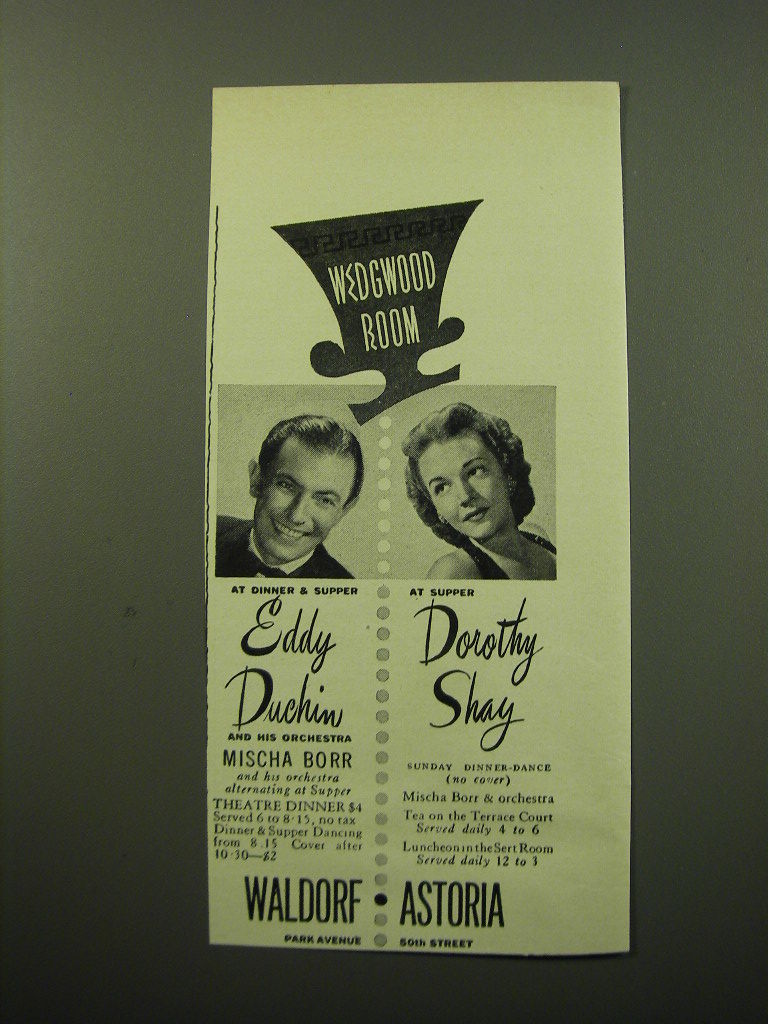 WEDGWOOD
ROOM
AT DINNER & SUPPER
Eddy
Duchin
AND HIS ORCHESTRA
MISCHA BORR
and his orchestra
alternating at Supper
THEATRE DINNER $4
Served 6 to 8·15, no tax
Dinner & Supper Dancing
from 8.15 Cover after
10·30—$2
AT SUPPER
Dorothy
Shay
SUNDAY DINNER-DANCE
(no cover)
Mischa Borr & orchestra
Tea on the Terrace Court
Served daily 4 to 6
Luncheon in the Sert Room
Served daily 12 to 3
WALDORF • ASTORIA
PARK AVENUE 50th STREET